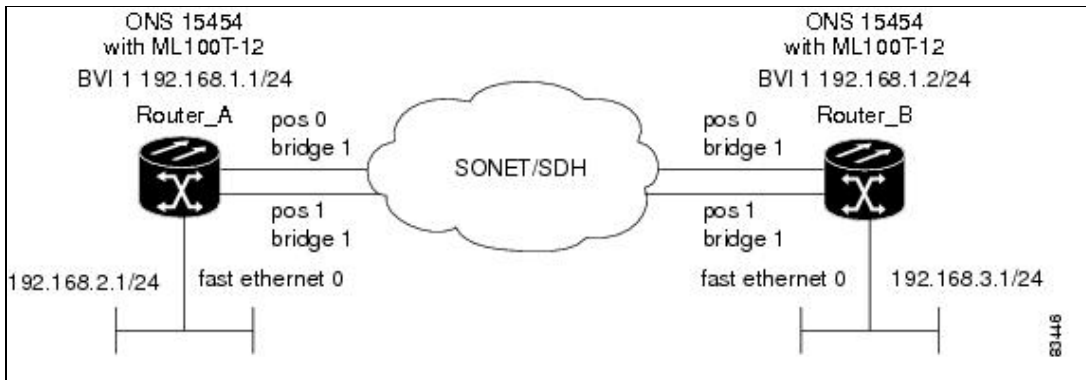 ONS 15454
with ML100T-12
BVI 1 192.168.1.1/24
Router_A
pos 0
bridge 1
pos 1
bridge 1
192.168.2.1/24
fast ethernet 0
SONET/SDH
ONS 15454
with ML100T-12
BVI 1 192.168.1.2/24
Router_B
pos 0
bridge 1
pos 1
bridge 1
fast ethernet 0
192.168.3.1/24
83446